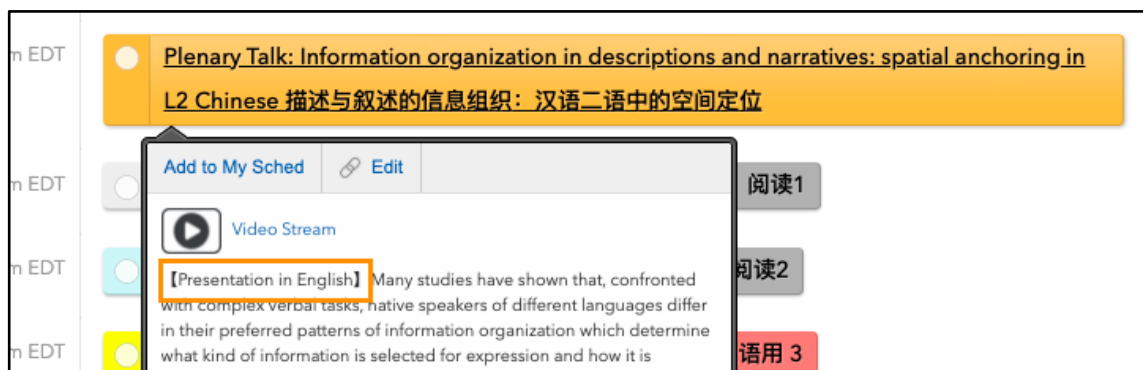 m EDT
Plenary Talk: Information organization in descriptions and narratives: spatial anchoring in
L2 Chinese 描述与叙述的信息组织：汉语二语中的空间定位
Add to My Sched
Edit
m EDT
阅读1
Video Stream
m EDT
阅读2
【Presentation in English】 Many studies have shown that, confronted
with complex verbal tasks, native speakers of different languages differ
in their preferred patterns of information organization which determine
m EDT
what kind of information is selected for expression and how it is
语用 3